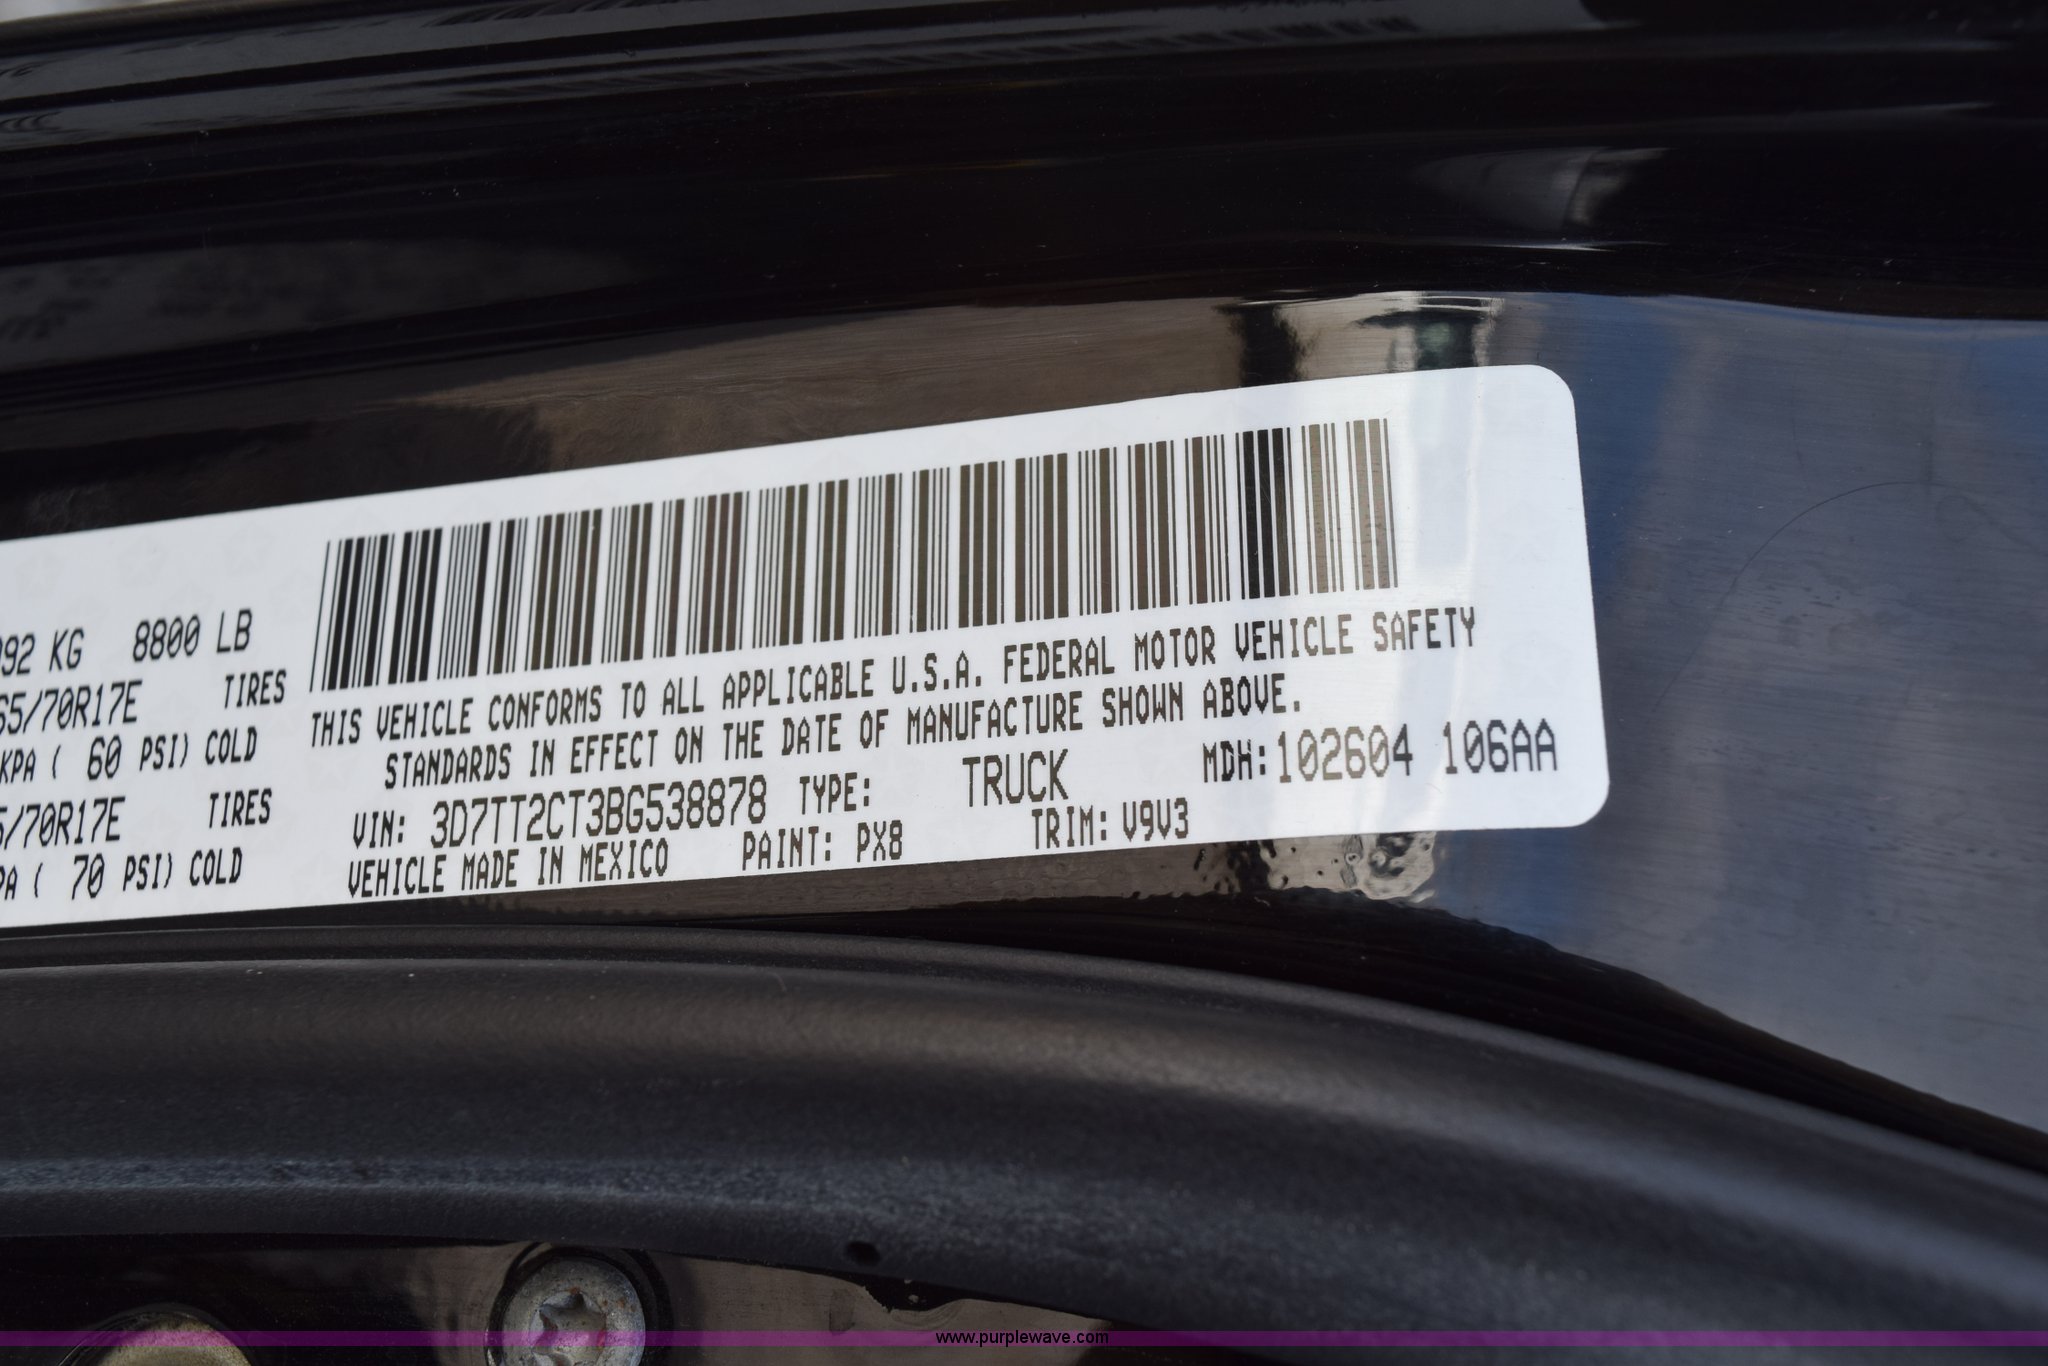 92 KG 8800 LB
65/70R17E TIRES
KPA ( 60 PSI) COLD
5/70R17E TIRES
PA ( 70 PSI) COLD
THIS VEHICLE CONFORMS TO ALL APPLICABLE U.S.A. FEDERAL MOTOR VEHICLE SAFETY
STANDARDS IN EFFECT ON THE DATE OF MANUFACTURE SHOWN ABOVE.
VIN: 3D7TT2CT3BG538878 TYPE: TRUCK MDH:102604 106AA
VEHICLE MADE IN MEXICO PAINT: PX8 TRIM: V9V3
www.purplewave.com